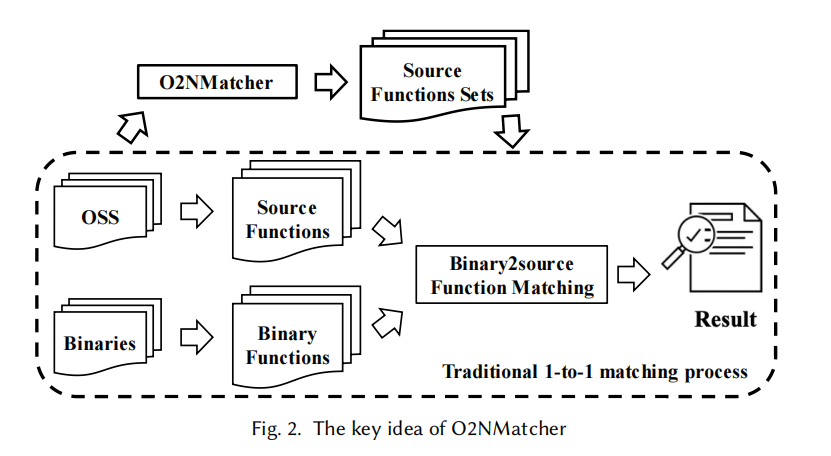 O2NMatcher
Source
Functions Sets
OSS
Source
Functions
Binary2source
Function Matching
Result
Binaries
Binary
Functions
Traditional 1-to-1 matching process
Fig. 2. The key idea of O2NMatcher